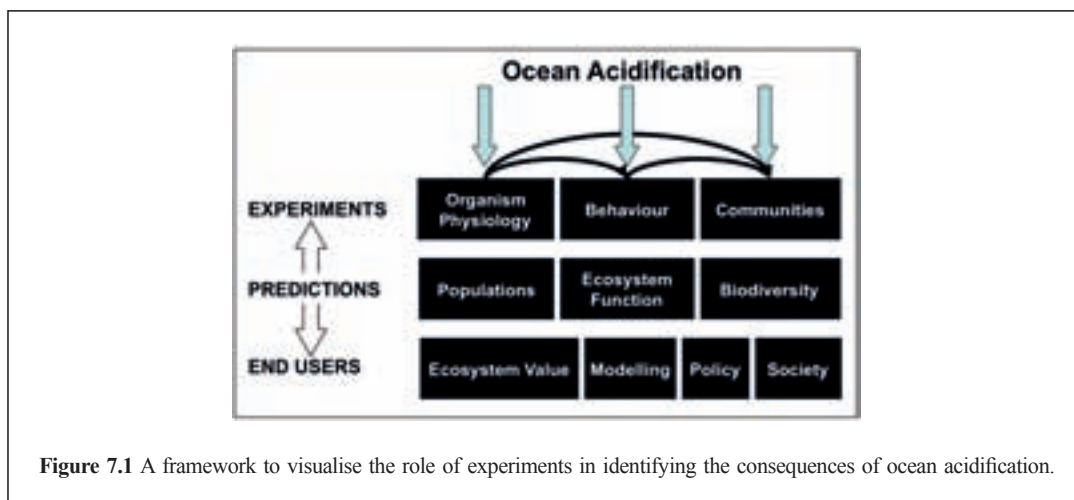 Ocean Acidification
EXPERIMENTS
Organism
Physiology
Behaviour
Communities
PREDICTIONS
Populations
Ecosystem
Function
Biodiversity
END USERS
Ecosystem Value
Modelling
Policy
Society
Figure 7.1 A framework to visualise the role of experiments in identifying the consequences of ocean acidification.